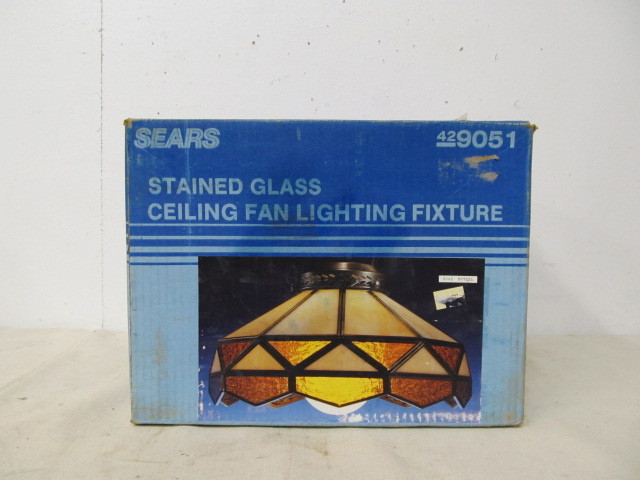 SEARS
429051
STAINED GLASS
CEILING FAN LIGHTING FIXTURE